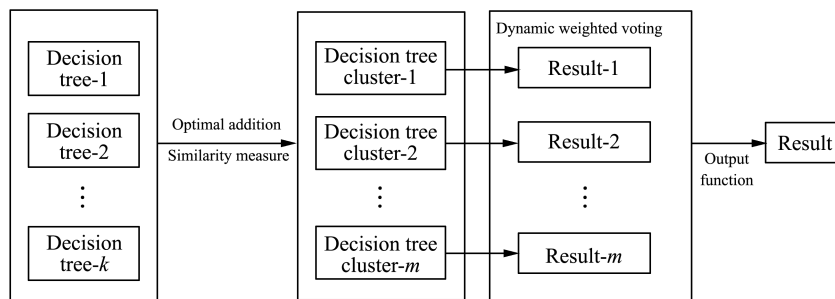 Decision
tree-1
Decision
tree-2
⋮
Decision
tree-k
Optimal addition
Similarity measure
Decision tree
cluster-1
Decision tree
cluster-2
⋮
Decision tree
cluster-m
Dynamic weighted voting
Result-1
Result-2
⋮
Result-m
Output
function
Result